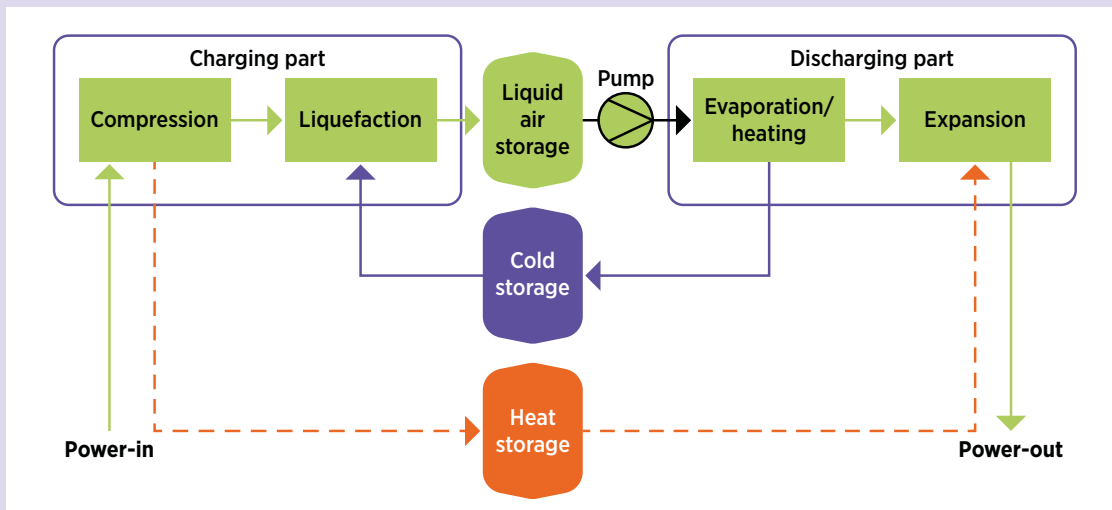 Charging part
Compression
Liquefaction
Liquid
air
storage
Pump
Discharging part
Evaporation/
heating
Expansion
Cold
storage
Heat
storage
Power-in
Power-out